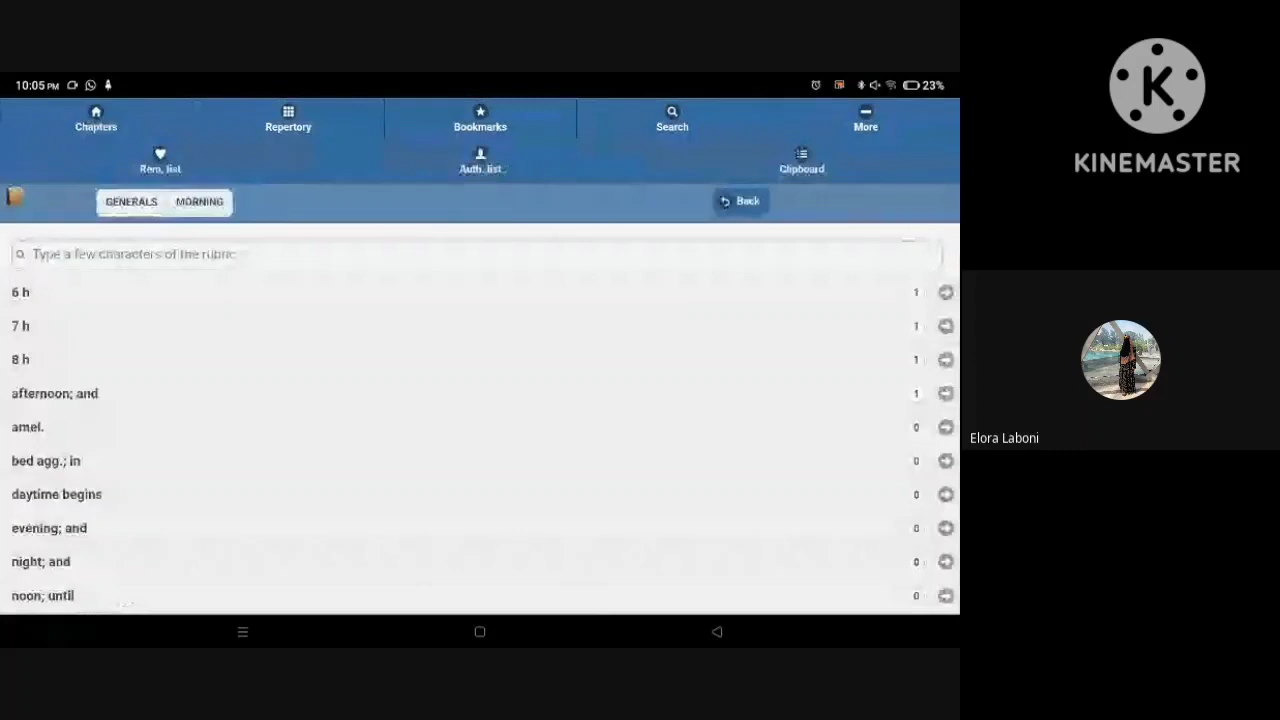 10:05 PM
23%
Chapters
Repertory
Bookmarks
Search
More
Rem. list
Auth. list
Clipboard
GENERALS MORNING
Back
Type a few characters of the rubric
6 h 1
7 h 1
8 h 1
afternoon; and 1
amel. 0
bed agg.; in 0
daytime begins 0
evening; and 0
night; and 0
noon; until 0
K
KINEMASTER
Elora Laboni